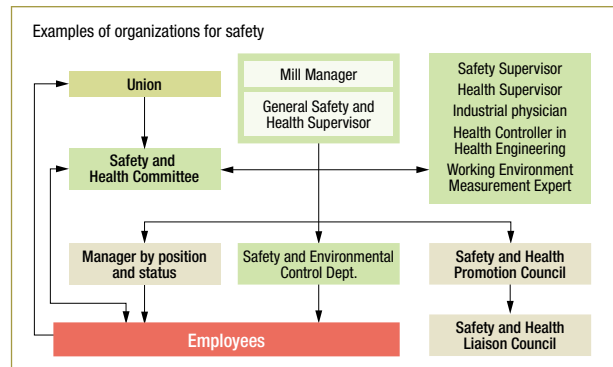 Examples of organizations for safety
Union
Mill Manager
General Safety and
Health Supervisor
Safety Supervisor
Health Supervisor
Industrial physician
Health Controller in
Health Engineering
Working Environment
Measurement Expert
Safety and
Health Committee
Manager by position
and status
Safety and Environmental
Control Dept.
Safety and Health
Promotion Council
Employees
Safety and Health
Liaison Council